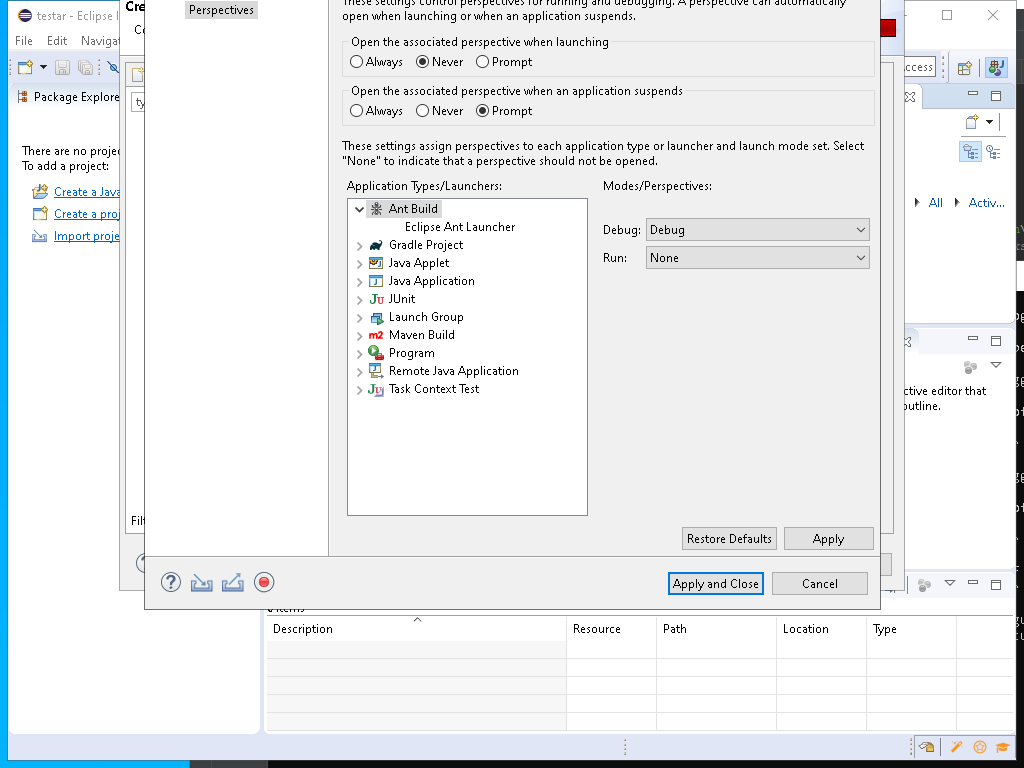 testar - Eclipse I
File Edit Naviga
Cre
Perspectives
These settings control perspectives for running and debugging. A perspective can automatically
open when launching or when an application suspends.
Open the associated perspective when launching
Always Never Prompt
Open the associated perspective when an application suspends
Always Never Prompt
These settings assign perspectives to each application type or launcher and launch mode set. Select
"None" to indicate that a perspective should not be opened.
Application Types/Launchers:
Modes/Perspectives:
Ant Build
Eclipse Ant Launcher
Gradle Project
Java Applet
Java Application
JUnit
Launch Group
Maven Build
Program
Remote Java Application
Task Context Test
Debug: Debug
Run: None
Restore Defaults Apply
Apply and Close Cancel
Package Explore
There are no projec
To add a project:
Create a Java
Create a proj
Import proje
ty
Filt
ccess
All Activ...
ctive editor that
outline.
Description Resource Path Location Type